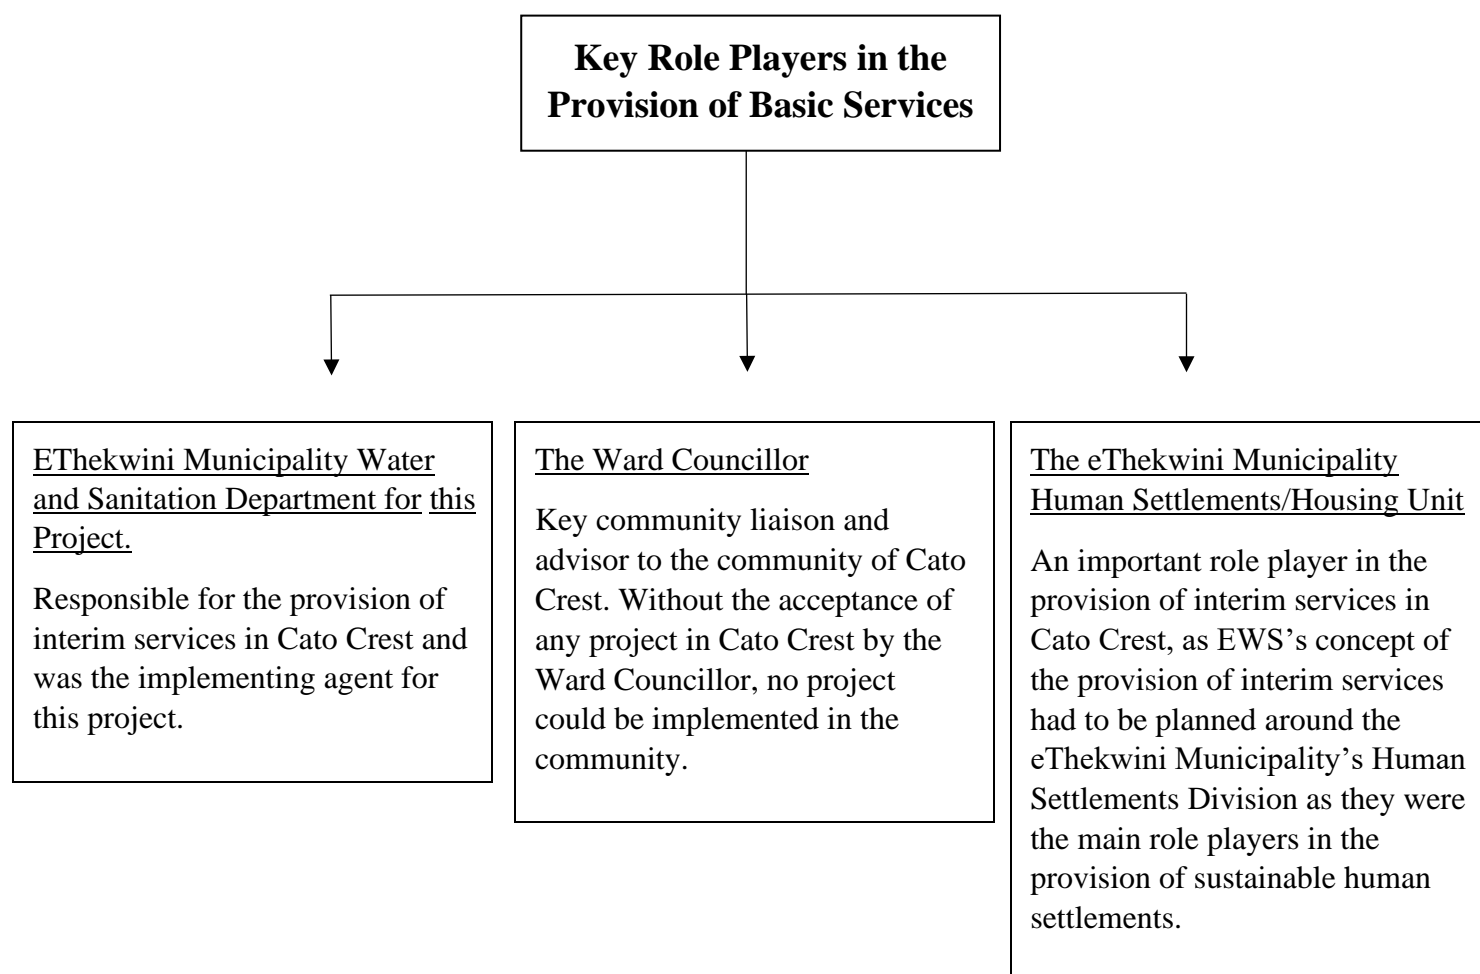 Key Role Players in the
Provision of Basic Services
EThekwini Municipality Water
and Sanitation Department for this
Project.
Responsible for the provision of
interim services in Cato Crest and
was the implementing agent for
this project.
The Ward Councillor
Key community liaison and
advisor to the community of Cato
Crest. Without the acceptance of
any project in Cato Crest by the
Ward Councillor, no project
could be implemented in the
community.
The eThekwini Municipality
Human Settlements/Housing Unit
An important role player in the
provision of interim services in
Cato Crest, as EWS’s concept of
the provision of interim services
had to be planned around the
eThekwini Municipality’s Human
Settlements Division as they were
the main role players in the
provision of sustainable human
settlements.